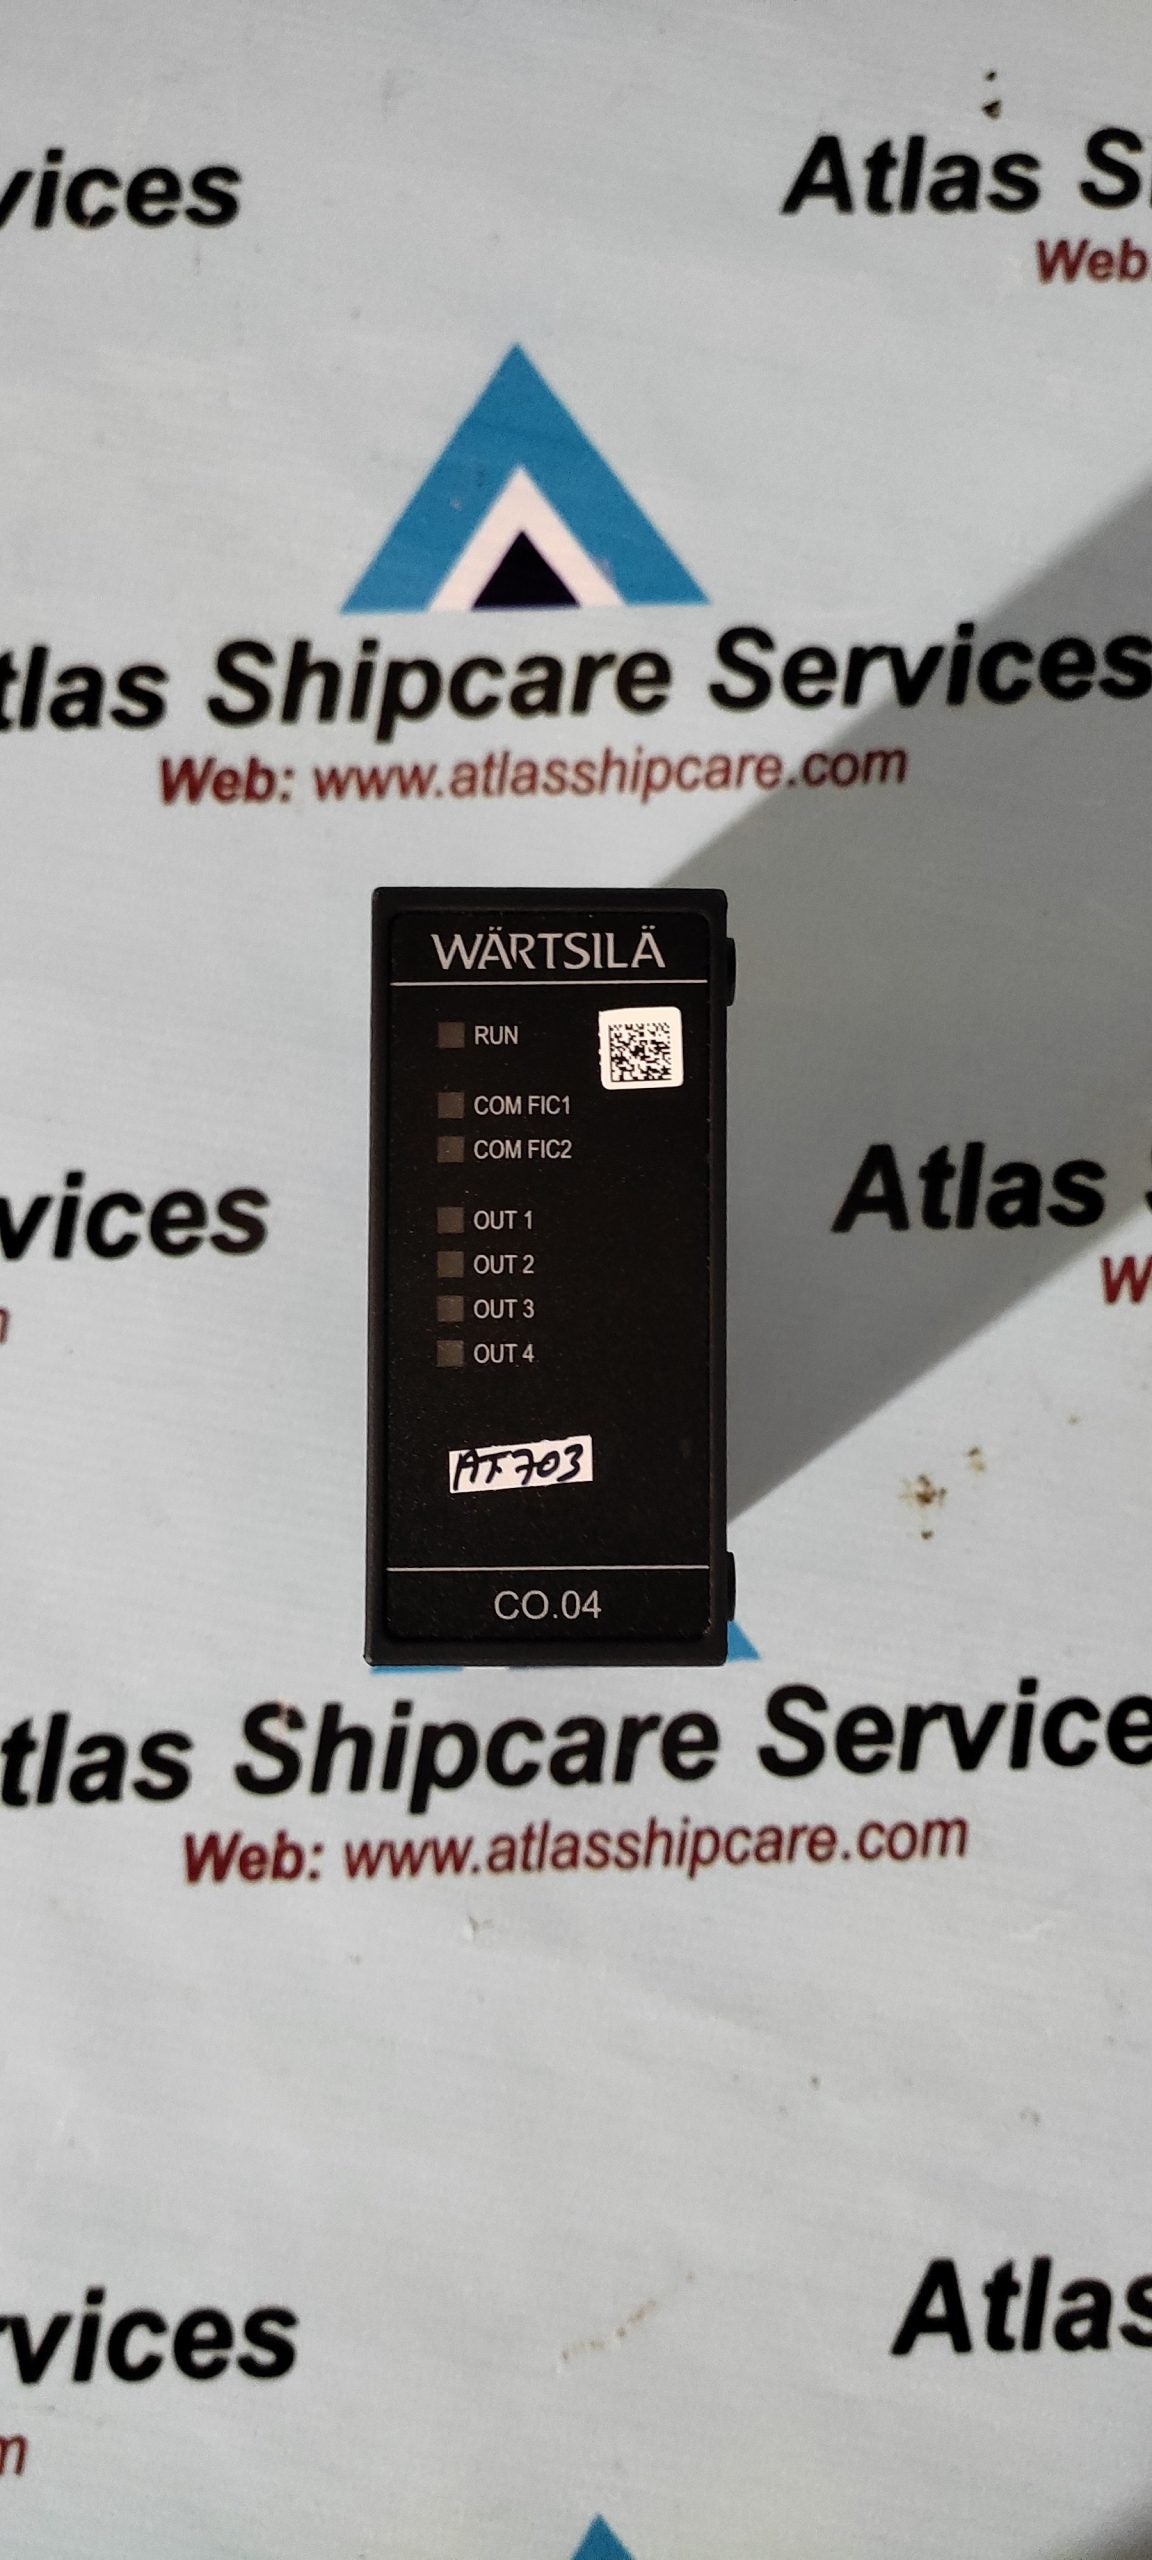 vices
Atlas S
Web
tlas Shipcare Services
Web: www.atlasshipcare.com
WÄRTSILÄ
RUN
COM FIC1
COM FIC2
OUT 1
OUT 2
OUT 3
OUT 4
AT703
CO.04
vices
Atlas
W
m
tlas Shipcare Service
Web: www.atlasshipcare.com
vices
Atlas
m